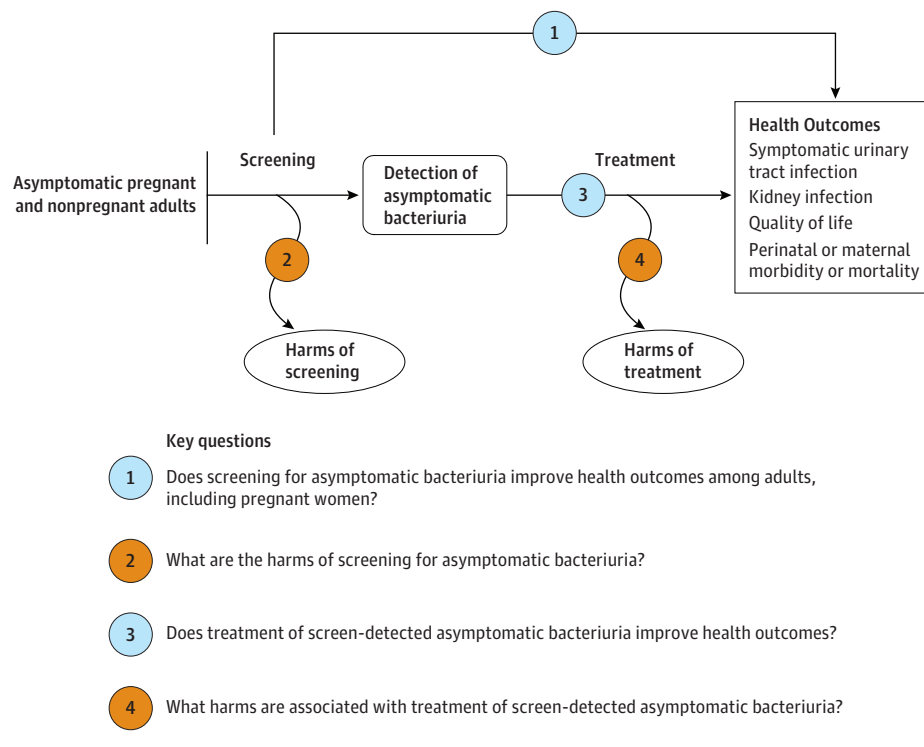 1
Health Outcomes
Symptomatic urinary
tract infection
Kidney infection
Quality of life
Perinatal or maternal
morbidity or mortality
Screening
Treatment
Asymptomatic pregnant
and nonpregnant adults
Detection of
asymptomatic
bacteriuria
3
2
4
Harms of
screening
Harms of
treatment
Key questions
1
Does screening for asymptomatic bacteriuria improve health outcomes among adults,
including pregnant women?
2
What are the harms of screening for asymptomatic bacteriuria?
3
Does treatment of screen-detected asymptomatic bacteriuria improve health outcomes?
4
What harms are associated with treatment of screen-detected asymptomatic bacteriuria?